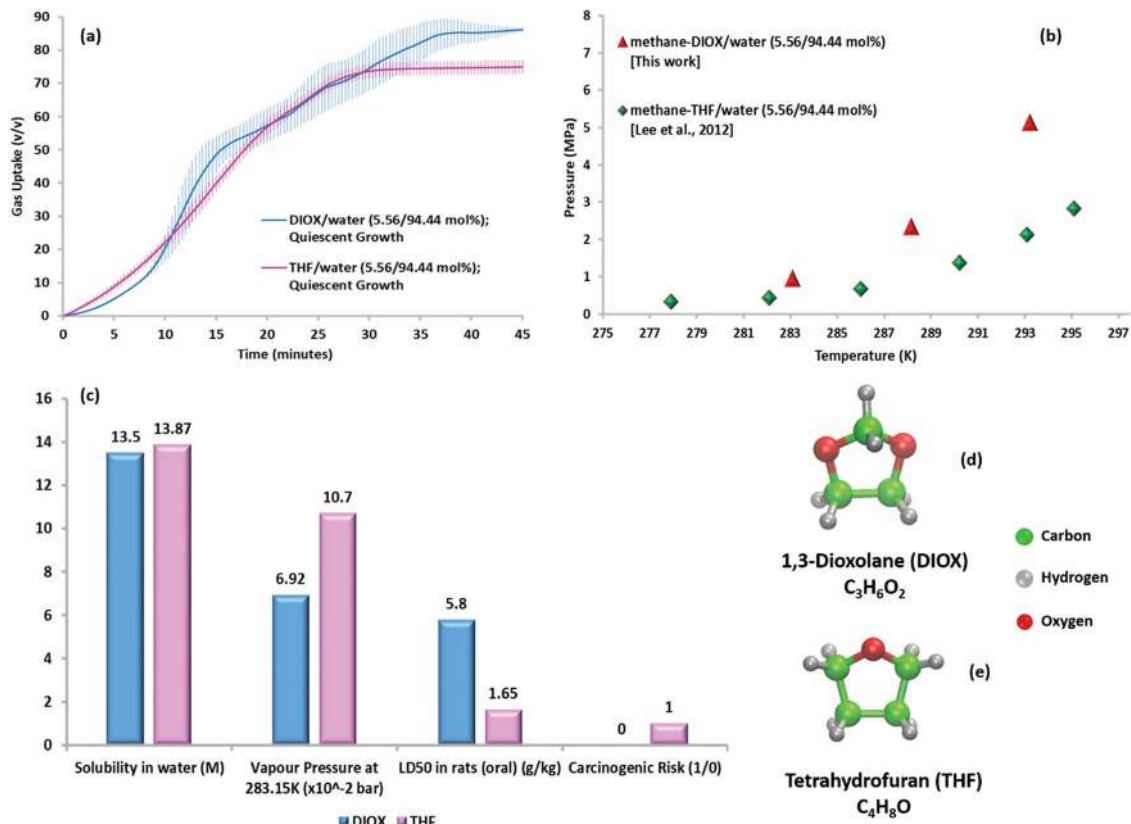 (a)
Gas Uptake (v/v)
90
80
70
60
50
40
30
20
10
0
DIOX/water (5.56/94.44 mol%);
Quiescent Growth
THF/water (5.56/94.44 mol%);
Quiescent Growth
0 5 10 15 20 25 30 35 40 45
Time (minutes)
(b)
Pressure (MPa)
8
7
6
5
4
3
2
1
0
methane-DIOX/water (5.56/94.44 mol%)
[This work]
methane-THF/water (5.56/94.44 mol%)
[Lee et al., 2012]
275 277 279 281 283 285 287 289 291 293 295 297
Temperature (K)
(c)
16
14
12
10
8
6
4
2
0
13.5 13.87
6.92 10.7
5.8 1.65
0 1
Solubility in water (M) Vapour Pressure at LD50 in rats (oral) (g/kg) Carcinogenic Risk (1/0)
283.15K (x10^-2 bar)
DIOX THF
(d)
1,3-Dioxolane (DIOX)
C₃H₆O₂
Carbon
Hydrogen
Oxygen
(e)
Tetrahydrofuran (THF)
C₄H₈O